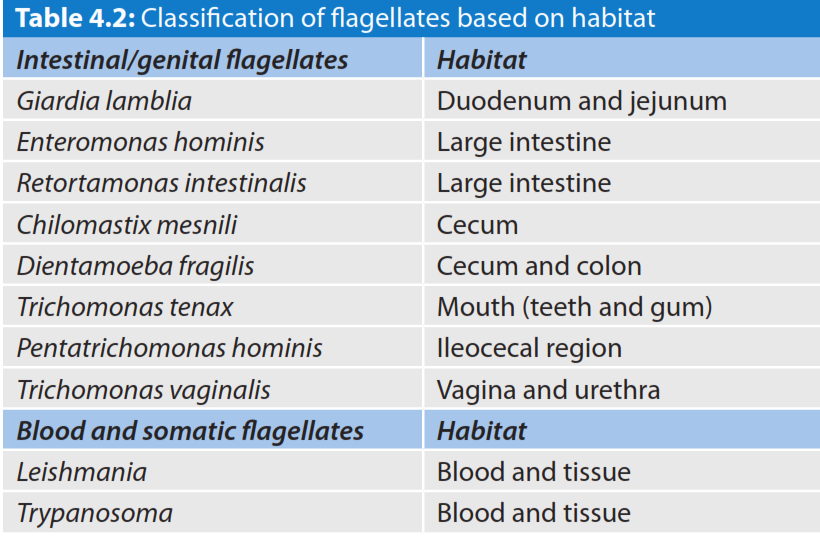 Table 4.2: Classification of flagellates based on habitat
Intestinal/genital flagellates Habitat
Giardia lamblia Duodenum and jejunum
Enteromonas hominis Large intestine
Retortamonas intestinalis Large intestine
Chilomastix mesnili Cecum
Dientamoeba fragilis Cecum and colon
Trichomonas tenax Mouth (teeth and gum)
Pentatrichomonas hominis Ileocecal region
Trichomonas vaginalis Vagina and urethra
Blood and somatic flagellates Habitat
Leishmania Blood and tissue
Trypanosoma Blood and tissue